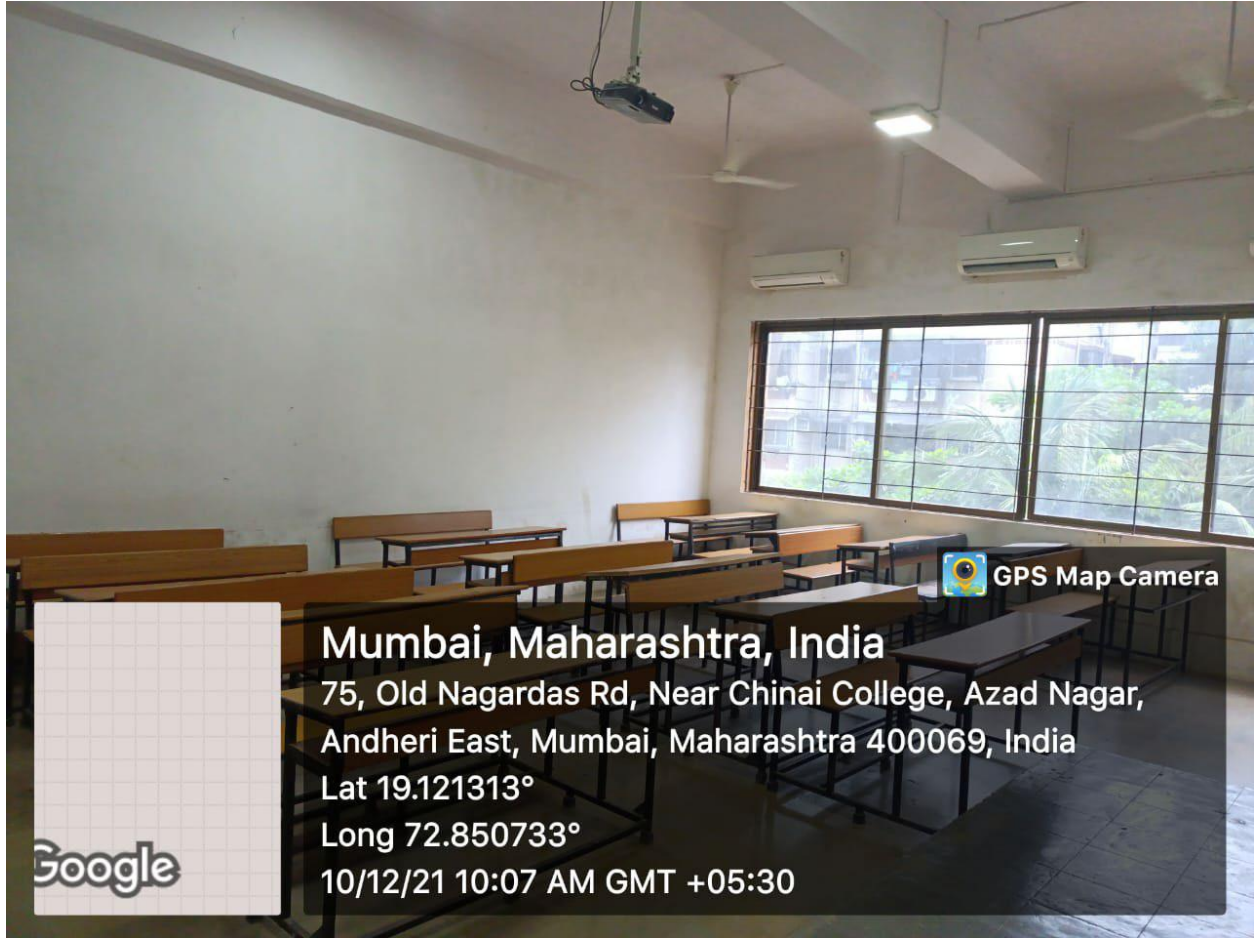 GPS Map Camera
Mumbai, Maharashtra, India
75, Old Nagardas Rd, Near Chinai College, Azad Nagar,
Andheri East, Mumbai, Maharashtra 400069, India
Lat 19.121313°
Long 72.850733°
10/12/21 10:07 AM GMT +05:30
Google